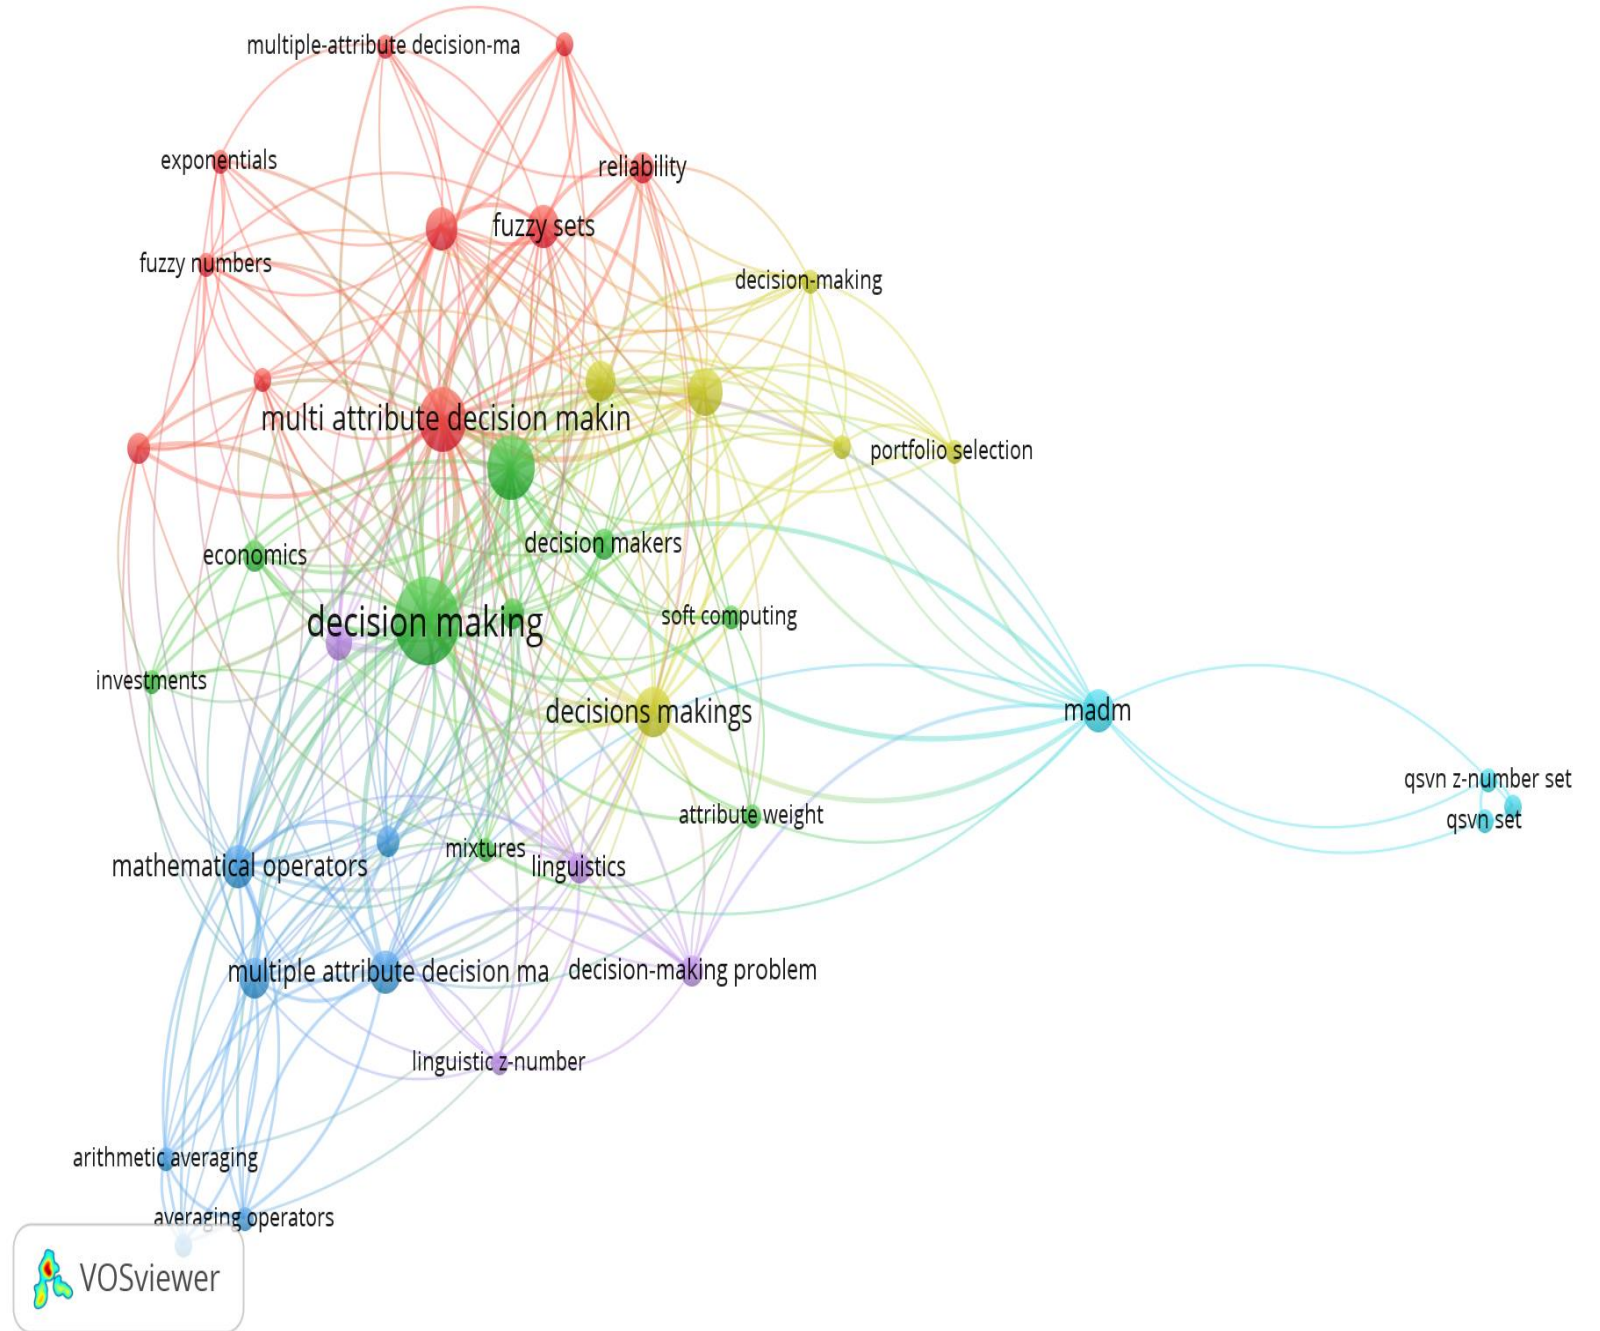 multiple-attribute decision-ma
exponentials
reliability
fuzzy sets
fuzzy numbers
decision-making
multi attribute decision makin
portfolio selection
economics
decision makers
decision making
soft computing
investments
decisions makings
madm
qsvn z-number set
qsvn set
attribute weight
mixtures
mathematical operators
linguistics
multiple attribute decision ma
decision-making problem
linguistic z-number
arithmetic averaging
averaging operators
VOSviewer